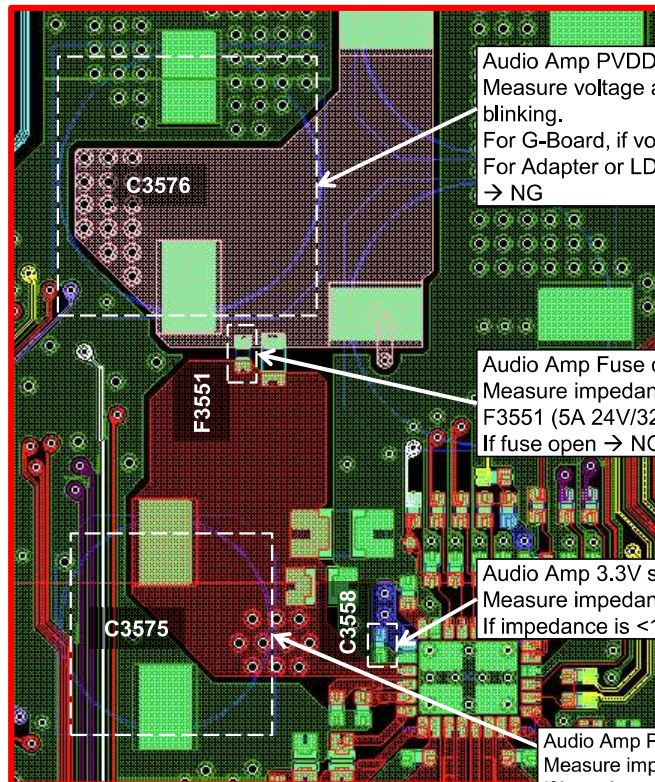 Audio Amp PVDD
Measure voltage a
blinking.
For G-Board, if vo
For Adapter or LD
→ NG
C3576
F3551
Audio Amp Fuse
Measure impedan
F3551 (5A 24V/32
If fuse open → NG
C3558
Audio Amp 3.3V s
Measure impedan
If impedance is <1
C3575
Audio Amp P
Measure imp